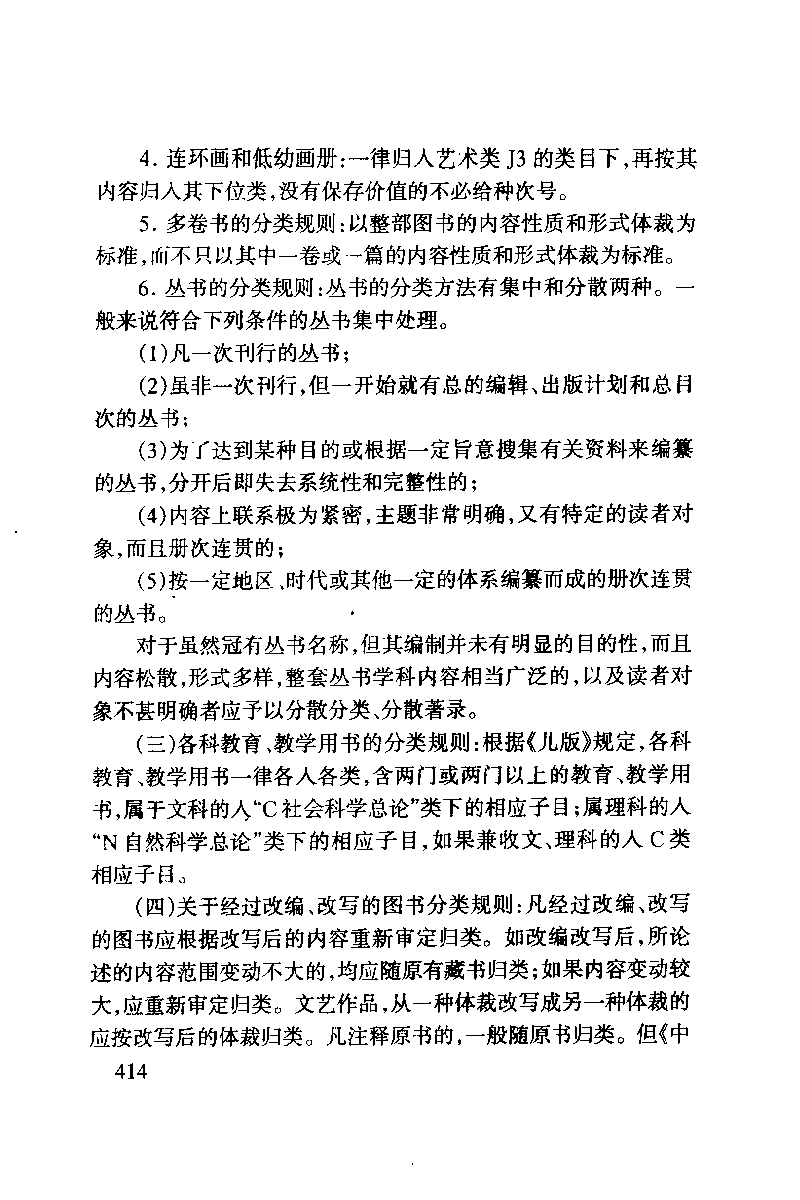 4. 连环画和低幼画册:一律归人艺术类 J3 的类目下,再按其
内容归入其下位类,没有保存价值的不必给种次号。
5. 多卷书的分类规则:以整部图书的内容性质和形式体裁为
标准,而不只以其中一卷或一篇的内容性质和形式体裁为标准。
6. 丛书的分类规则:丛书的分类方法有集中和分散两种。一
般来说符合下列条件的丛书集中处理。
(1)凡一次刊行的丛书;
(2)虽非一次刊行,但一开始就有总的编辑、出版计划和总目
次的丛书;
(3)为了达到某种目的或根据一定旨意搜集有关资料来编纂
的丛书,分开后即失去系统性和完整性的;
(4)内容上联系极为紧密,主题非常明确,又有特定的读者对
象,而且册次连贯的;
(5)按一定地区、时代或其他一定的体系编纂而成的册次连贯
的丛书。
对于虽然冠有丛书名称,但其编制并未有明显的目的性,而且
内容松散,形式多样,整套丛书学科内容相当广泛的,以及读者对
象不甚明确者应予以分散分类、分散著录。
(三)各科教育、教学用书的分类规则:根据《儿版》规定,各科
教育、教学用书一律各人各类,含两门或两门以上的教育、教学用
书,属于文科的人“C 社会科学总论”类下的相应子目;属理科的人
“N 自然科学总论”类下的相应子目,如果兼收文、理科的人 C 类
相应子目。
(四)关于经过改编、改写的图书分类规则:凡经过改编、改写
的图书应根据改写后的内容重新审定归类。如改编改写后,所论
述的内容范围变动不大的,均应随原有藏书归类;如果内容变动较
大,应重新审定归类。文艺作品,从一种体裁改写成另一种体裁的
应按改写后的体裁归类。凡注释原书的,一般随原书归类。但《中
414